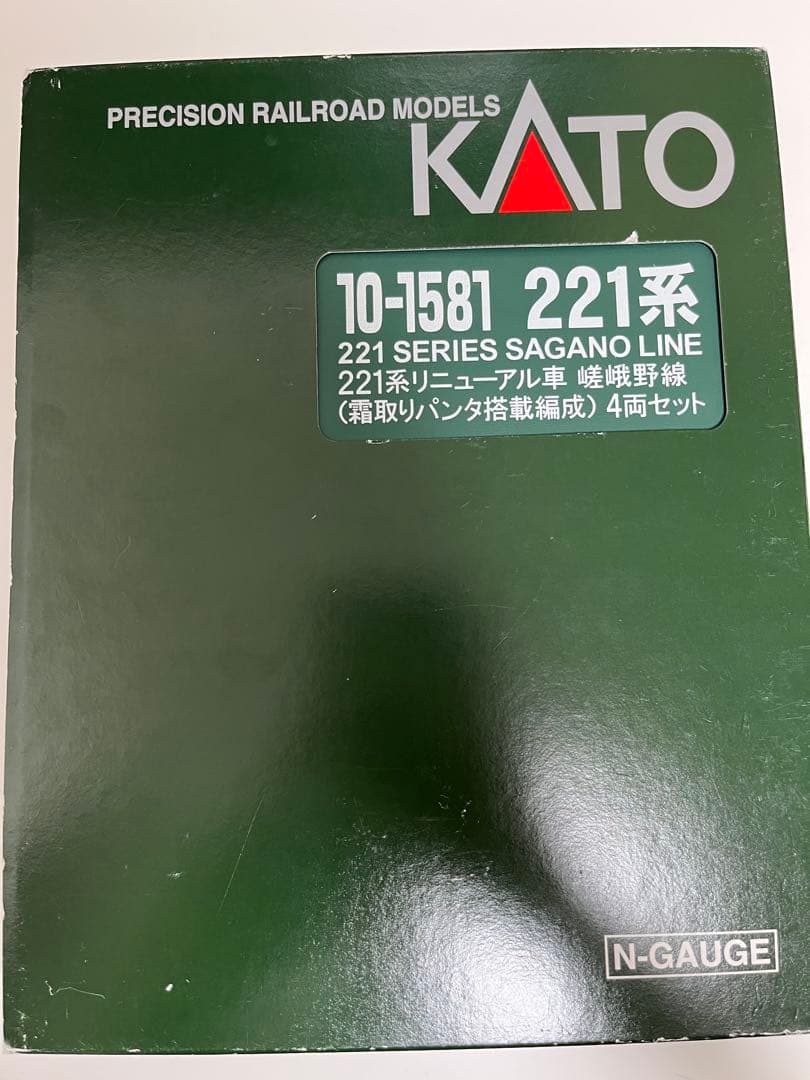 PRECISION RAILROAD MODELS
KATO
10-1581 221系
221 SERIES SAGANO LINE
221系リニューアル車 嵯峨野線
(霜取りパンタ搭載編成) 4両セット
N-GAUGE